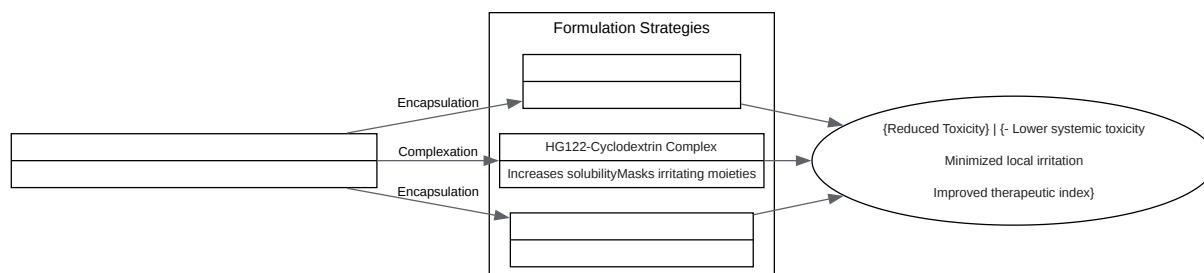 Formulation Strategies
Encapsulation
Complexation
Encapsulation
HG122-Cyclodextrin Complex
Increases solubilityMasks irritating moieties
{Reduced Toxicity} | {- Lower systemic toxicity
Minimized local irritation
Improved therapeutic index}